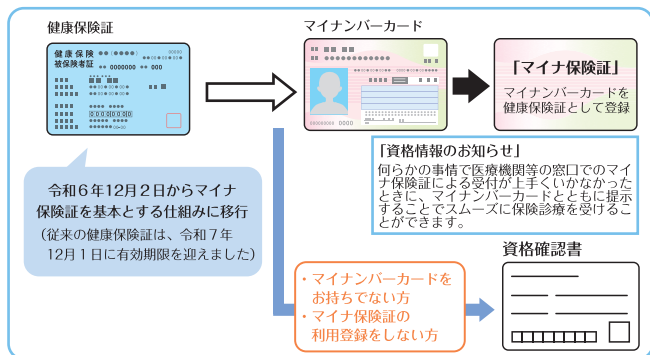 健康保険証
健康保険 ●●(●●●●) 00000
被保険者証 ●● 0000000 ●● 000
00000000
マイナンバーカード
000000000 0000
「マイナ保険証」
マイナンバーカードを
健康保険証として登録
「資格情報のお知らせ」
何らかの事情で医療機関等の窓口でのマイ
ナ保険証による受付が上手くいかなかった
ときに、マイナンバーカードとともに提示
することでスムーズに保険診療を受けるこ
とができます。
令和6年12月2日からマイナ
保険証を基本とする仕組みに移行
(従来の健康保険証は、令和7年
12月1日に有効期限を迎えました)
・マイナンバーカードを
お持ちでない方
・マイナ保険証の
利用登録をしない方
資格確認書